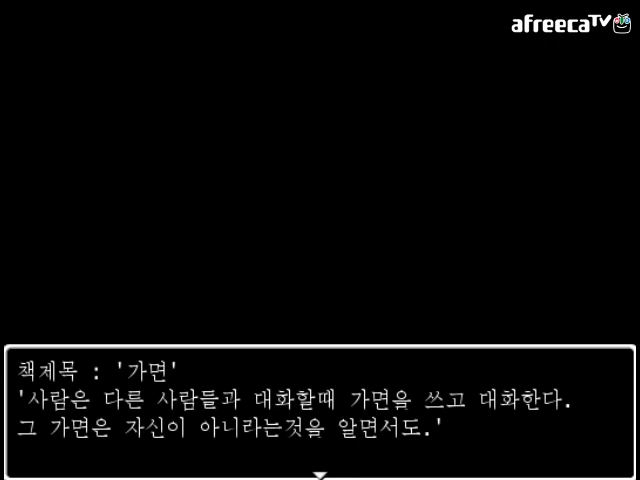 afreecaTV
책제목 : '가면'
'사람은 다른 사람들과 대화할때 가면을 쓰고 대화한다.
그 가면은 자신이 아니라는것을 알면서도.'